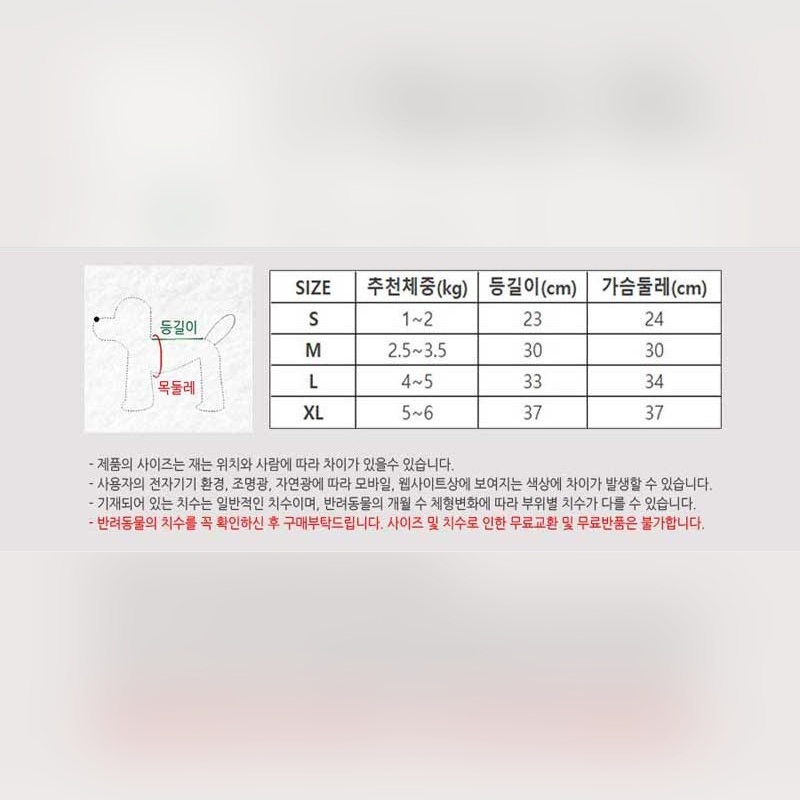 등길이
목둘레
SIZE 추천체중(kg) 등길이(cm) 가슴둘레(cm)
S 1~2 23 24
M 2.5~3.5 30 30
L 4~5 33 34
XL 5~6 37 37
- 제품의 사이즈는 재는 위치와 사람에 따라 차이가 있을수 있습니다.
- 사용자의 전자기기 환경, 조명광, 자연광에 따라 모바일, 웹사이트상에 보여지는 색상에 차이가 발생할 수 있습니다.
- 기재되어 있는 치수는 일반적인 치수이며, 반려동물의 개월 수 체형변화에 따라 부위별 치수가 다를 수 있습니다.
- 반려동물의 치수를 꼭 확인하신 후 구매부탁드립니다. 사이즈 및 치수로 인한 무료교환 및 무료반품은 불가합니다.